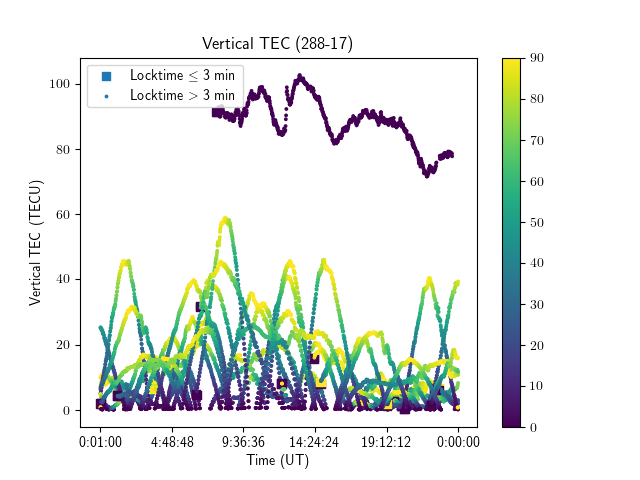 Vertical TEC (288-17)
Locktime ≤ 3 min
Locktime > 3 min
Vertical TEC (TECU)
100
80
60
40
20
0
0:01:00 4:48:48 9:36:36 14:24:24 19:12:12 0:00:00
Time (UT)
90
80
70
60
50
40
30
20
10
0